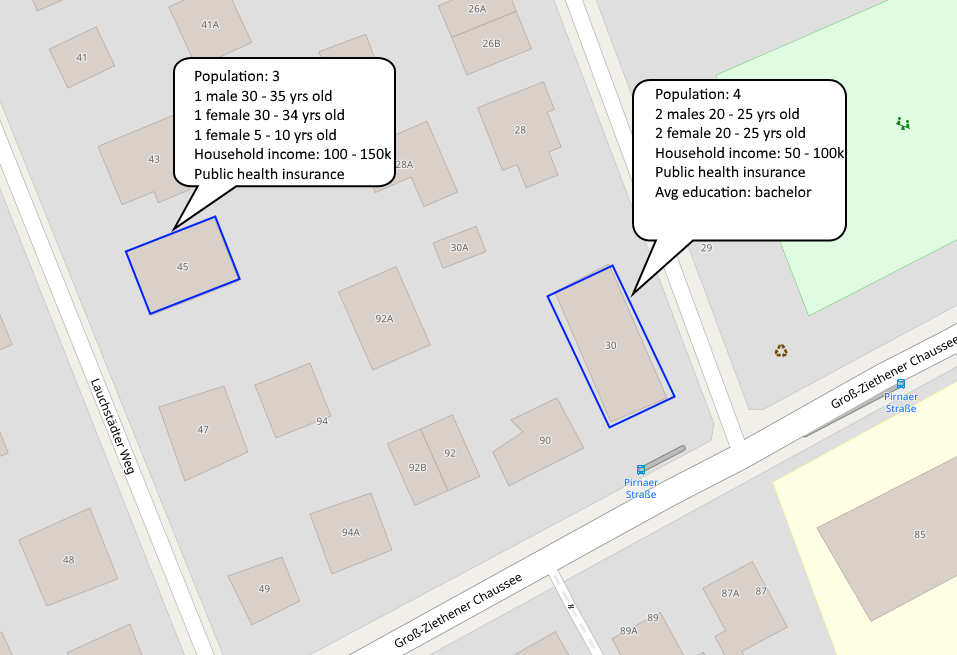 41
41A
26A
26B
Population: 3
1 male 30 - 35 yrs old
1 female 30 - 34 yrs old
1 female 5 - 10 yrs old
Household income: 100 - 150k
Public health insurance
Population: 4
2 males 20 - 25 yrs old
2 female 20 - 25 yrs old
Household income: 50 - 100k
Public health insurance
Avg education: bachelor
43
28A
28
45
30A
29
92A
30
Lauchstädter Weg
47
94
92B
92
90
Groß-Ziethener Chaussee
Pirnaer
Straße
Pirnaer
Straße
94A
48
49
85
Groß-Ziethener Chaussee
87A
87
89
89A